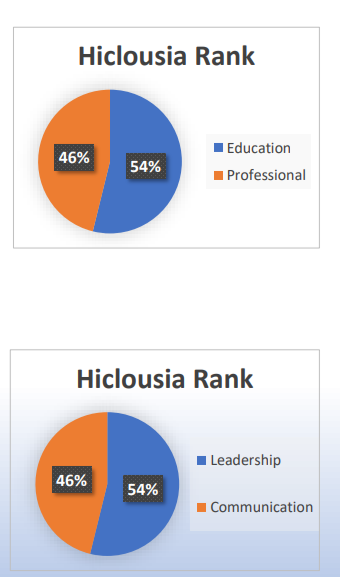 Hiclousia Rank
46%
54%
Education
Professional
Hiclousia Rank
46%
54%
Leadership
Communication